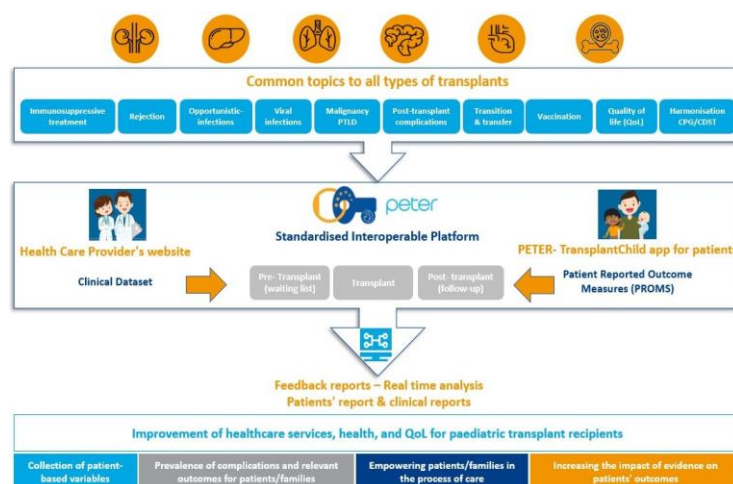 Common topics to all types of transplants
Immunosuppressive
treatment
Rejection
Opportunistic-
infections
Viral
infections
Malignancy
PTLD
Post-transplant
complications
Transition
& transfer
Vaccination
Quality of
life (QoL)
Harmonisation
CPG/CDST
peter
Standardised Interoperable Platform
Health Care Provider's website
Clinical Dataset
Pre- Transplant
(waiting list)
Transplant
Post- transplant
(follow-up)
PETER- TransplantChild app for patients
Patient Reported Outcome
Measures (PROMS)
Feedback reports – Real time analysis
Patients' report & clinical reports
Improvement of healthcare services, health, and QoL for paediatric transplant recipients
Collection of patient-
based variables
Prevalence of complications and relevant
outcomes for patients/families
Empowering patients/families in
the process of care
Increasing the impact of evidence on
patients' outcomes